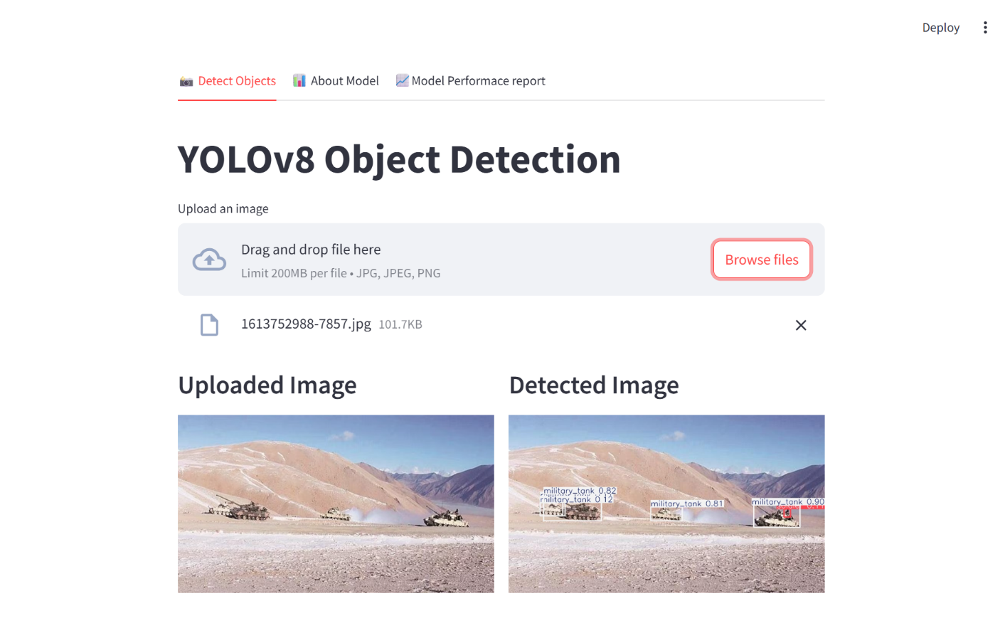 Deploy
Detect Objects
About Model
Model Performace report
YOLOv8 Object Detection
Upload an image
Drag and drop file here
Limit 200MB per file • JPG, JPEG, PNG
Browse files
1613752988-7857.jpg 101.7KB
Uploaded Image
Detected Image
military_tank 0.82
military_tank 0.12
military_tank 0.81
military_tank 0.90